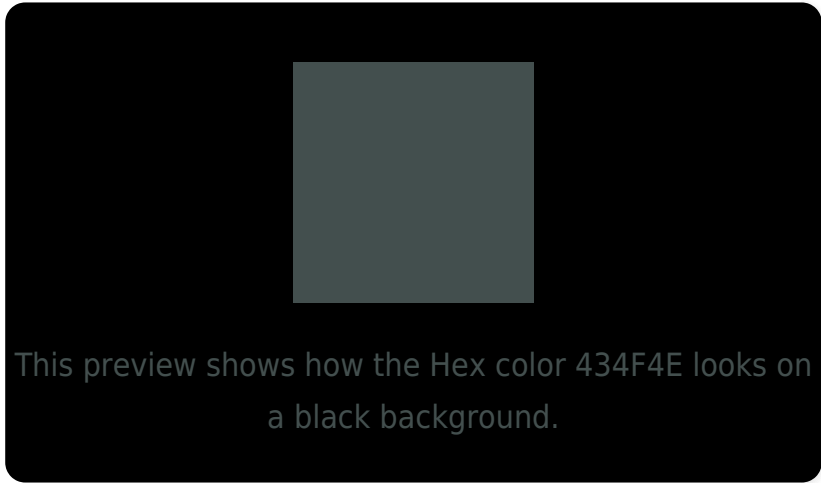 This preview shows how the Hex color 434F4E looks on
a black background.